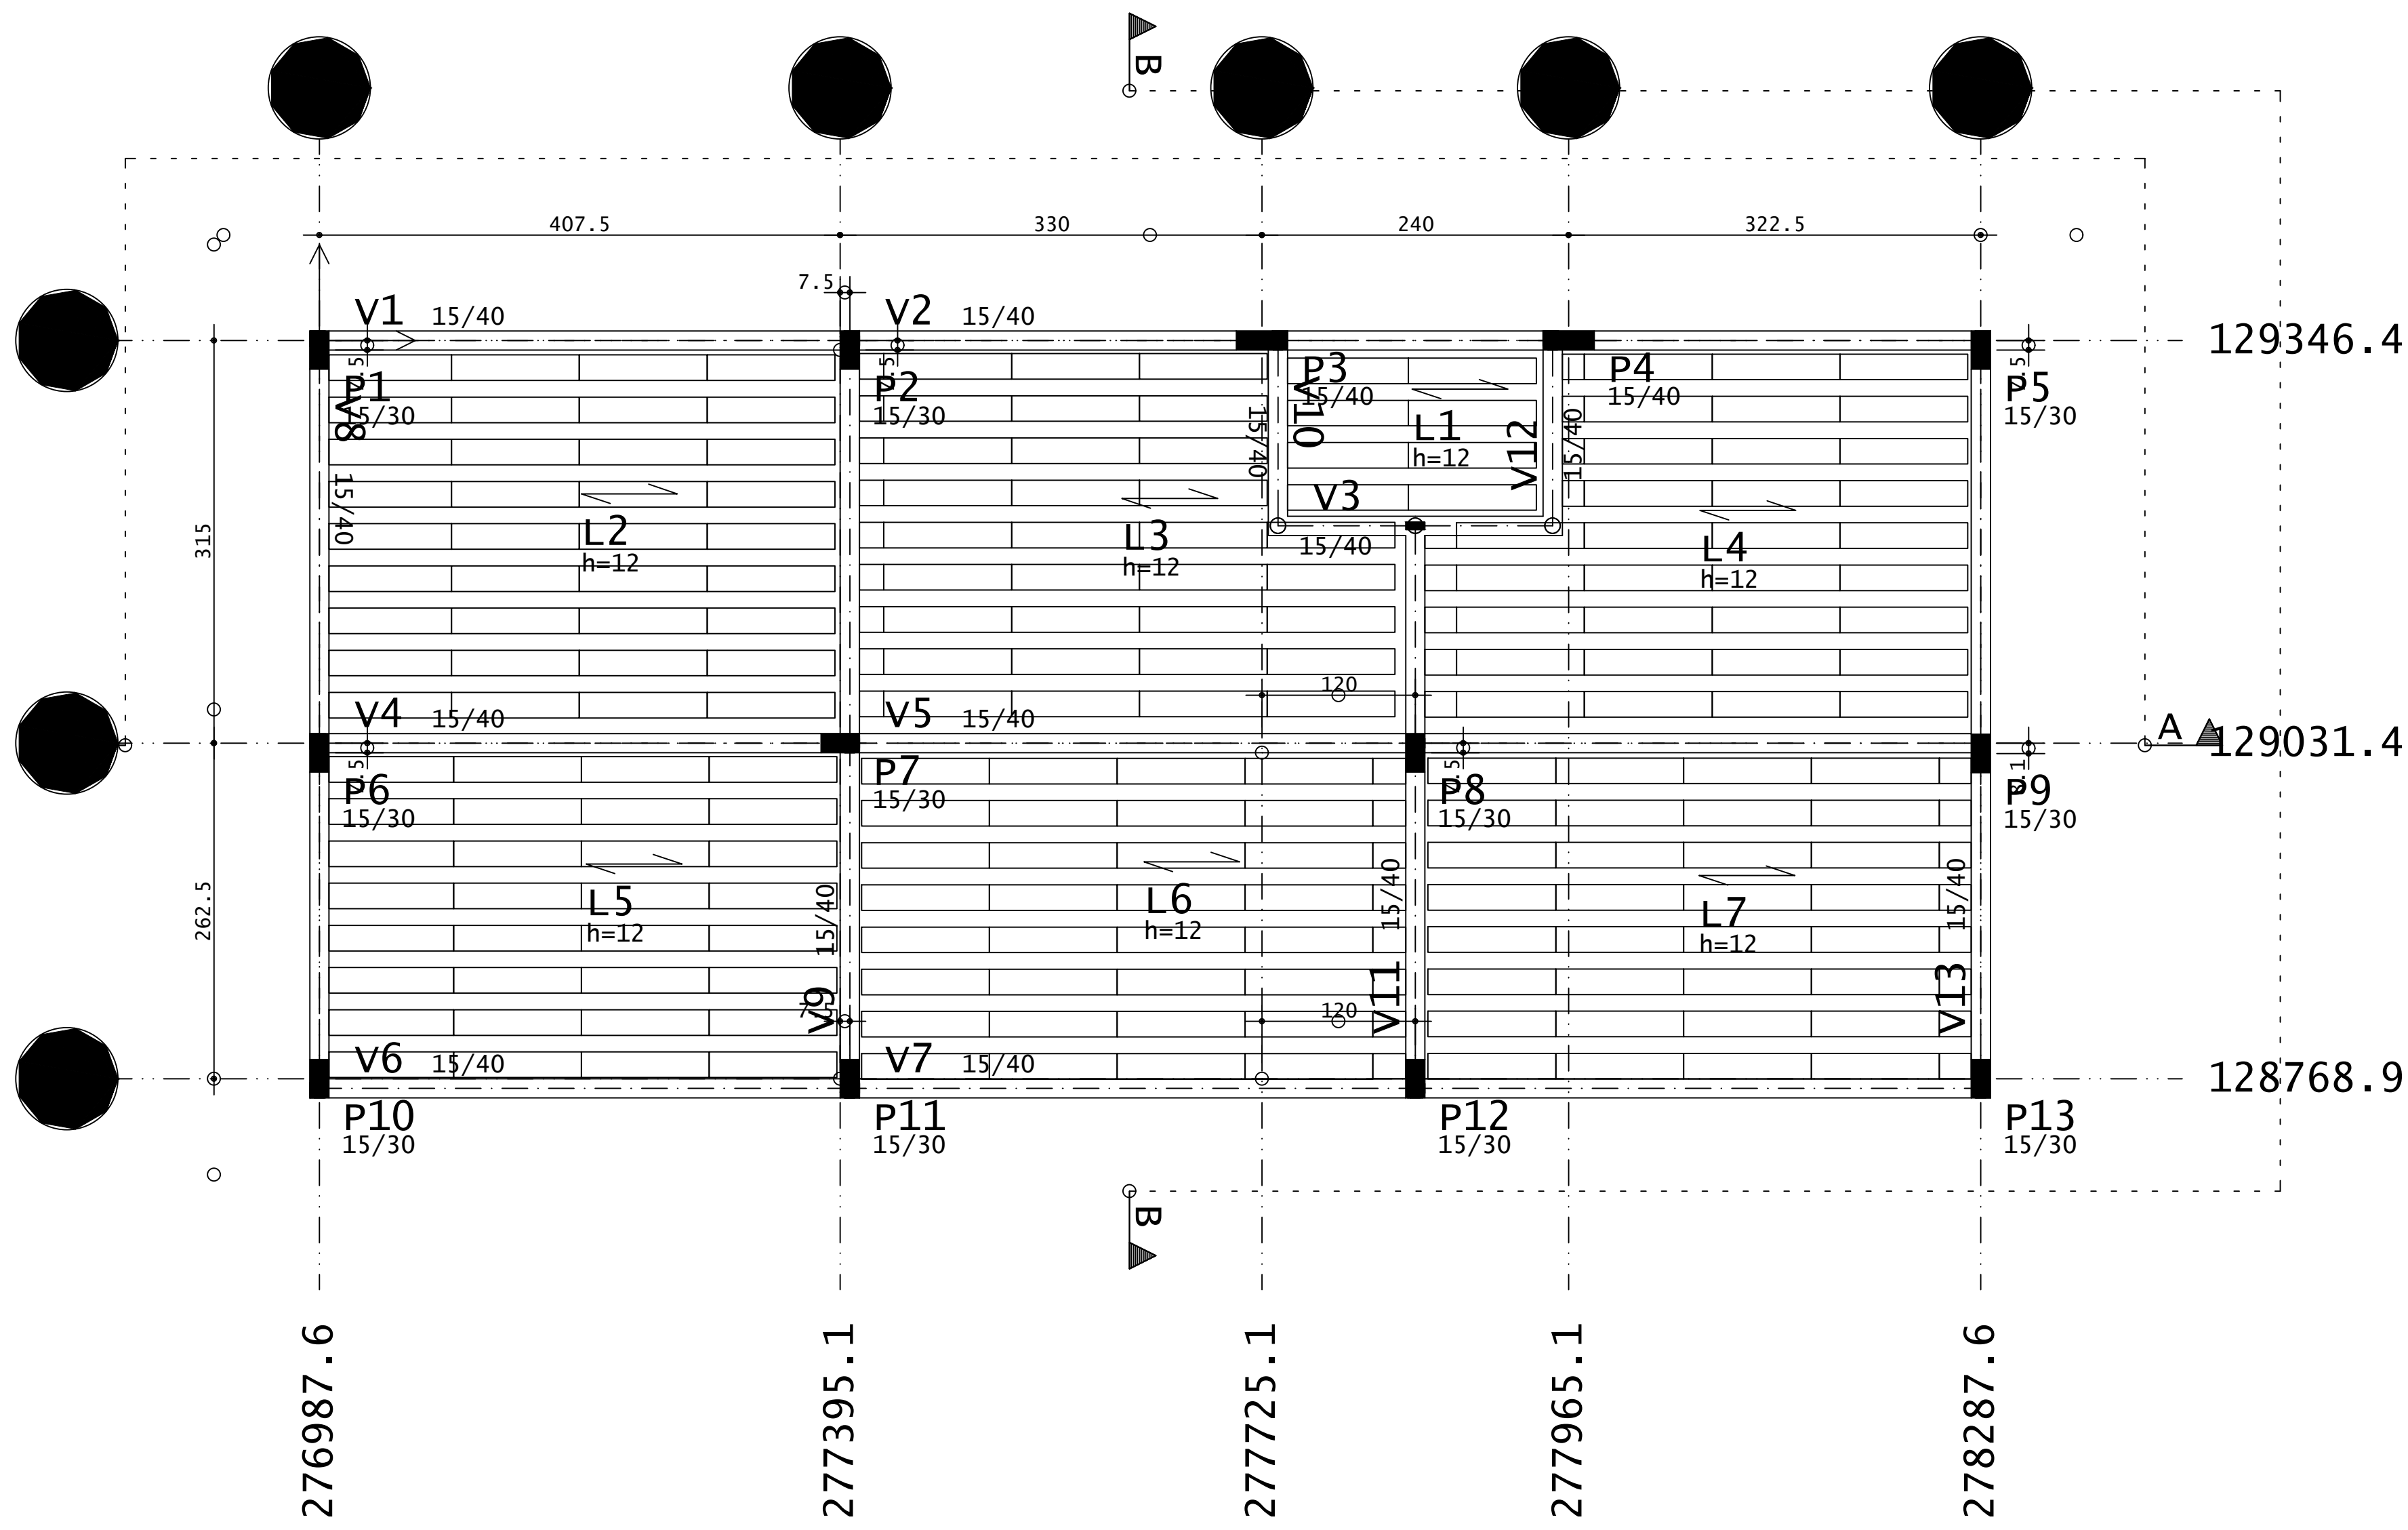 B
407.5
330
240
322.5
7.5
V1 15/40
V2 15/40
129346.4
P1
15/30
P2
15/30
P3
15/40
P4
15/40
P5
15/30
V8
15/40
V10
15/40
L1
h=12
V12
15/40
V3
15/40
L2
h=12
L3
h=12
L4
h=12
315
120
V4 15/40
V5 15/40
A
129031.4
P6
15/30
P7
15/30
P8
15/30
P9
15/30
262.5
L5
h=12
L6
h=12
L7
h=12
15/40
V9
15/40
V11
15/40
V13
120
V6 15/40
V7 15/40
128768.9
P10
15/30
P11
15/30
P12
15/30
P13
15/30
B
276987.6
277395.1
277725.1
277965.1
278287.6